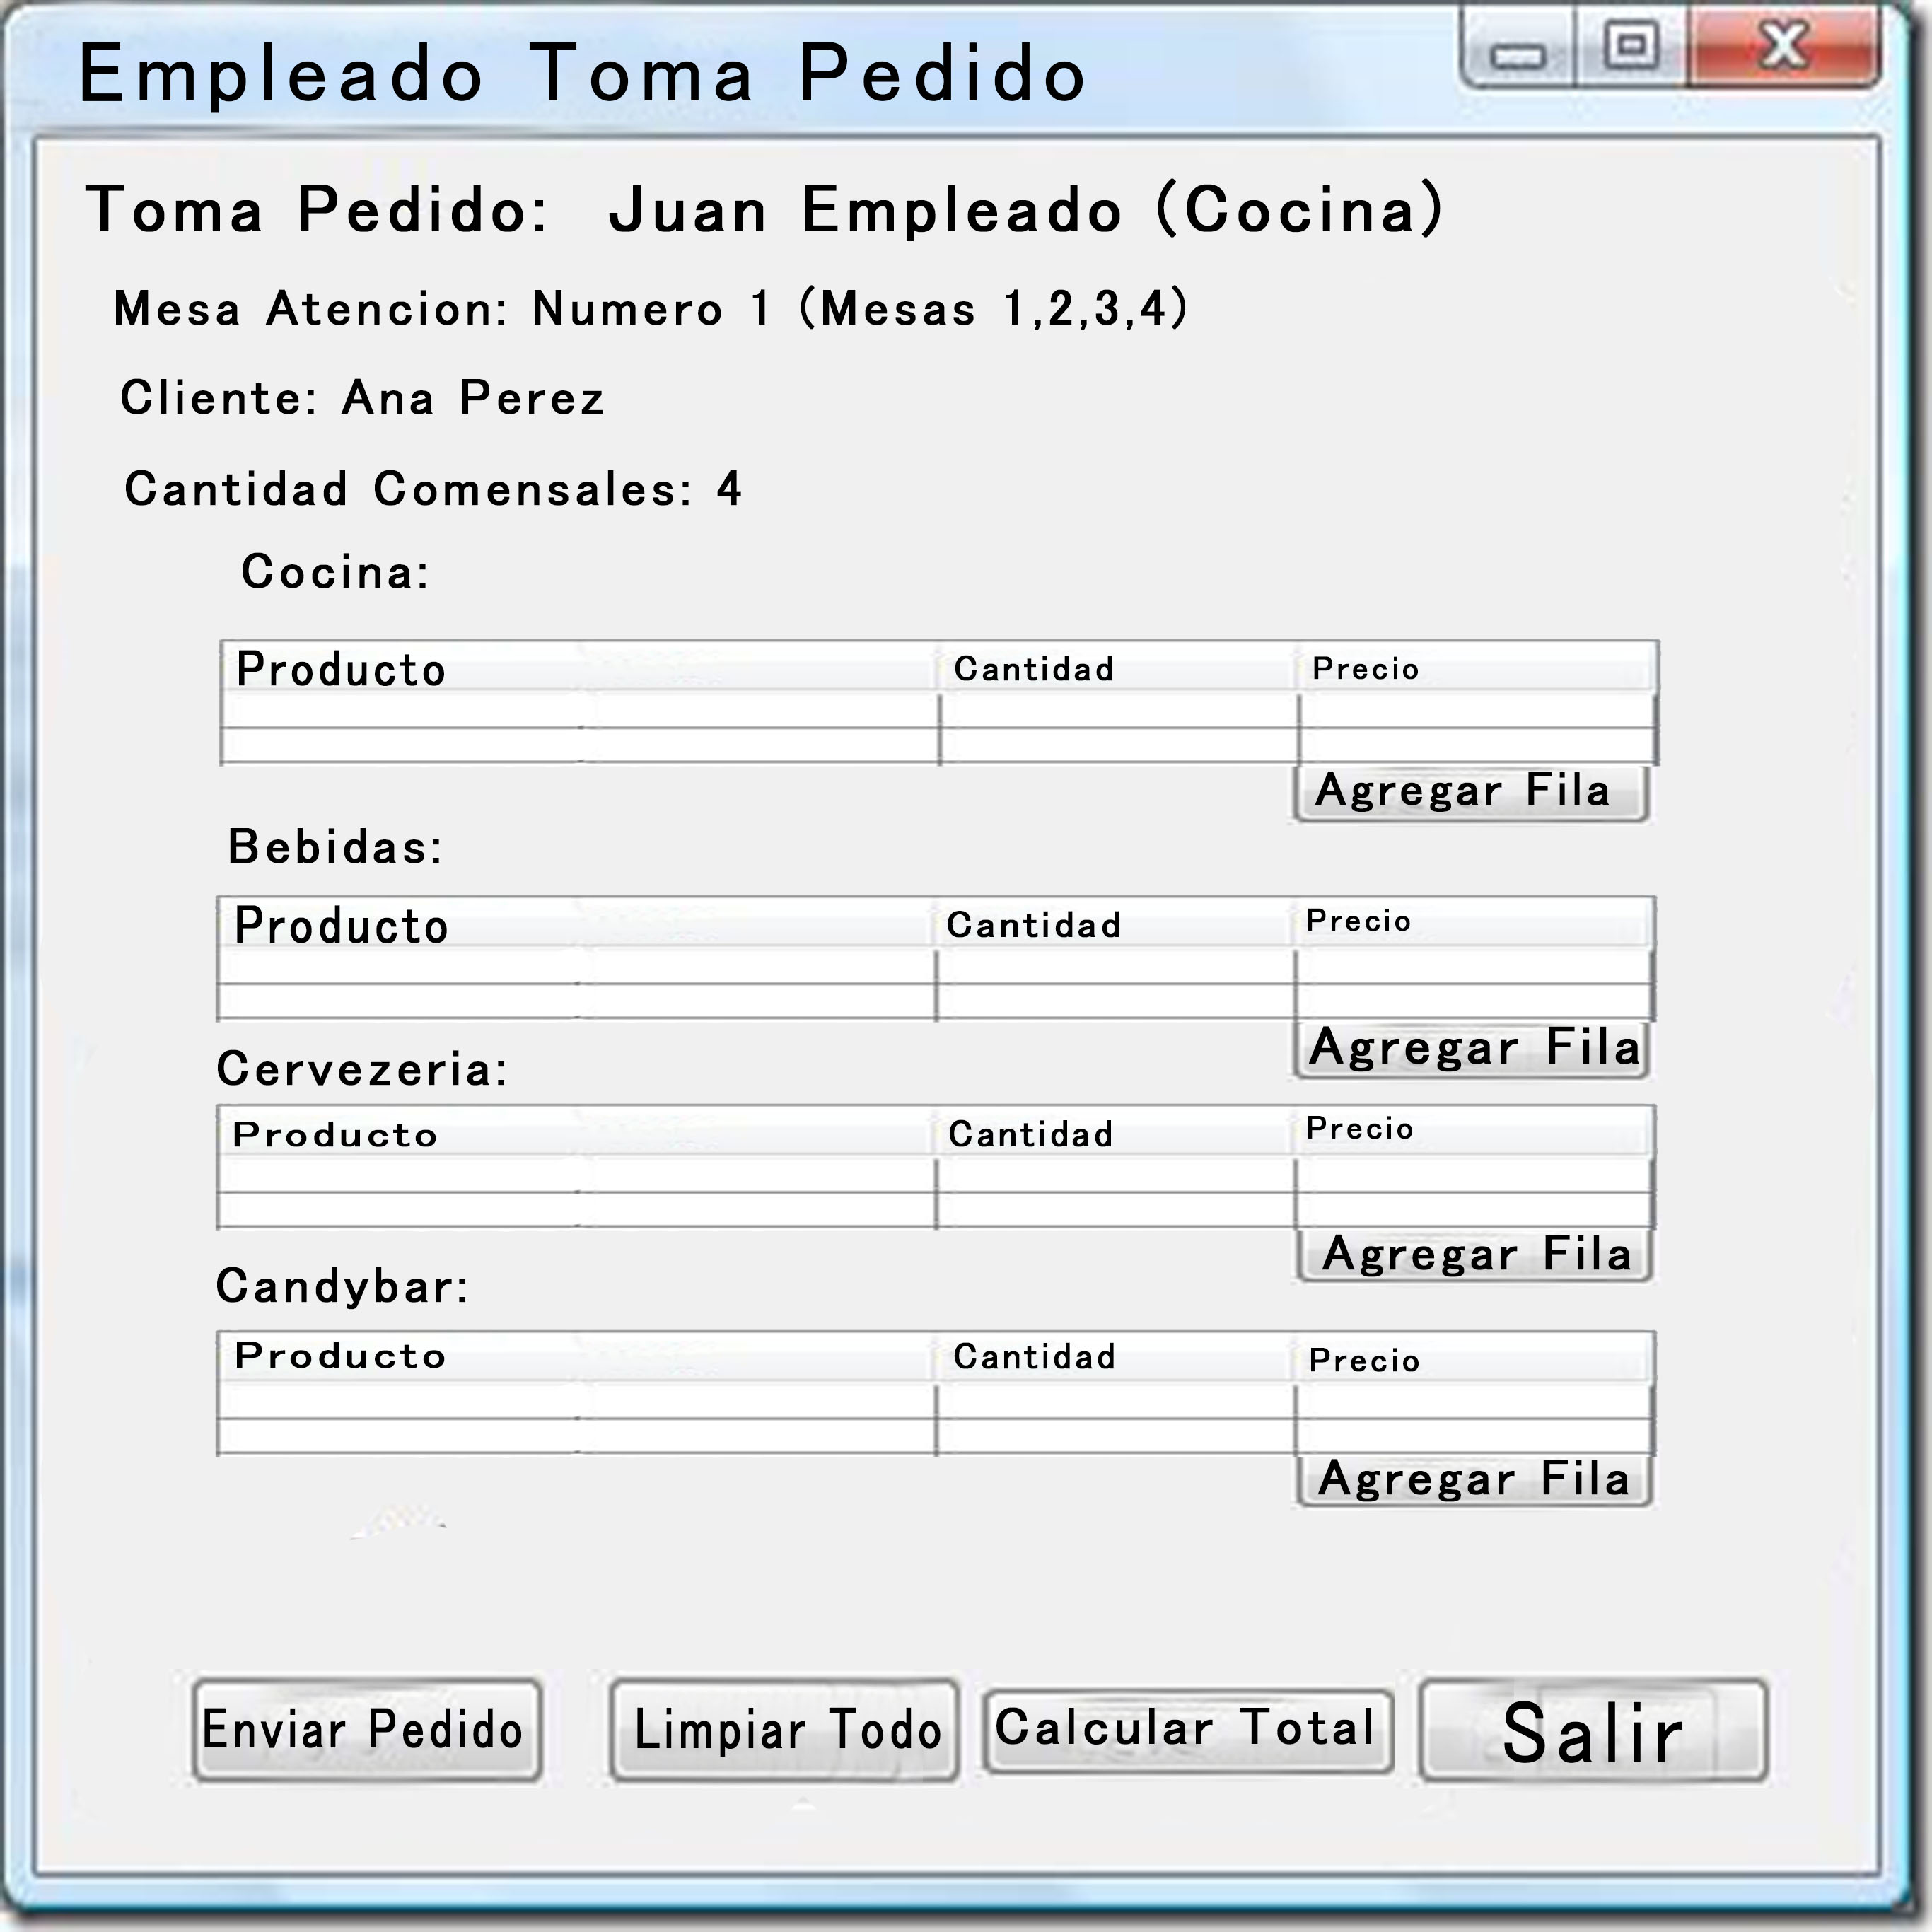 Empleado Toma Pedido
Toma Pedido: Juan Empleado (Cocina)
Mesa Atencion: Numero 1 (Mesas 1,2,3,4)
Cliente: Ana Perez
Cantidad Comensales: 4
Cocina:
Producto Cantidad Precio
Agregar Fila
Bebidas:
Producto Cantidad Precio
Agregar Fila
Cervezeria:
Producto Cantidad Precio
Agregar Fila
Candybar:
Producto Cantidad Precio
Agregar Fila
Enviar Pedido Limpiar Todo Calcular Total Salir